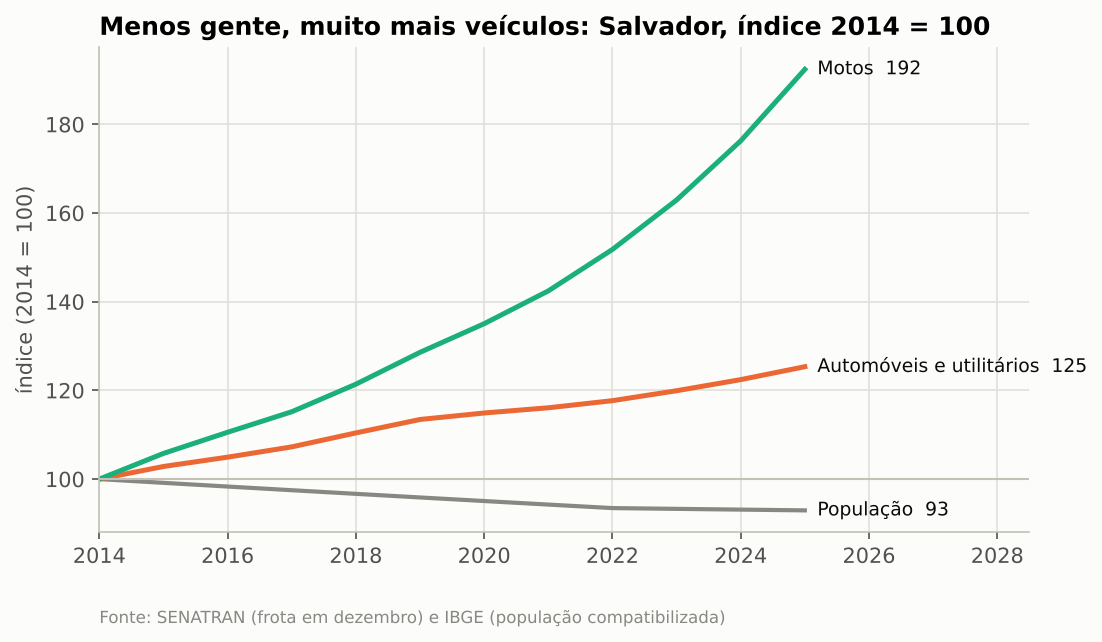 Menos gente, muito mais veículos: Salvador, índice 2014 = 100
Motos 192
180
160
140
Automóveis e utilitários 125
120
100
População 93
índice (2014 = 100)
2014 2016 2018 2020 2022 2024 2026 2028
Fonte: SENATRAN (frota em dezembro) e IBGE (população compatibilizada)